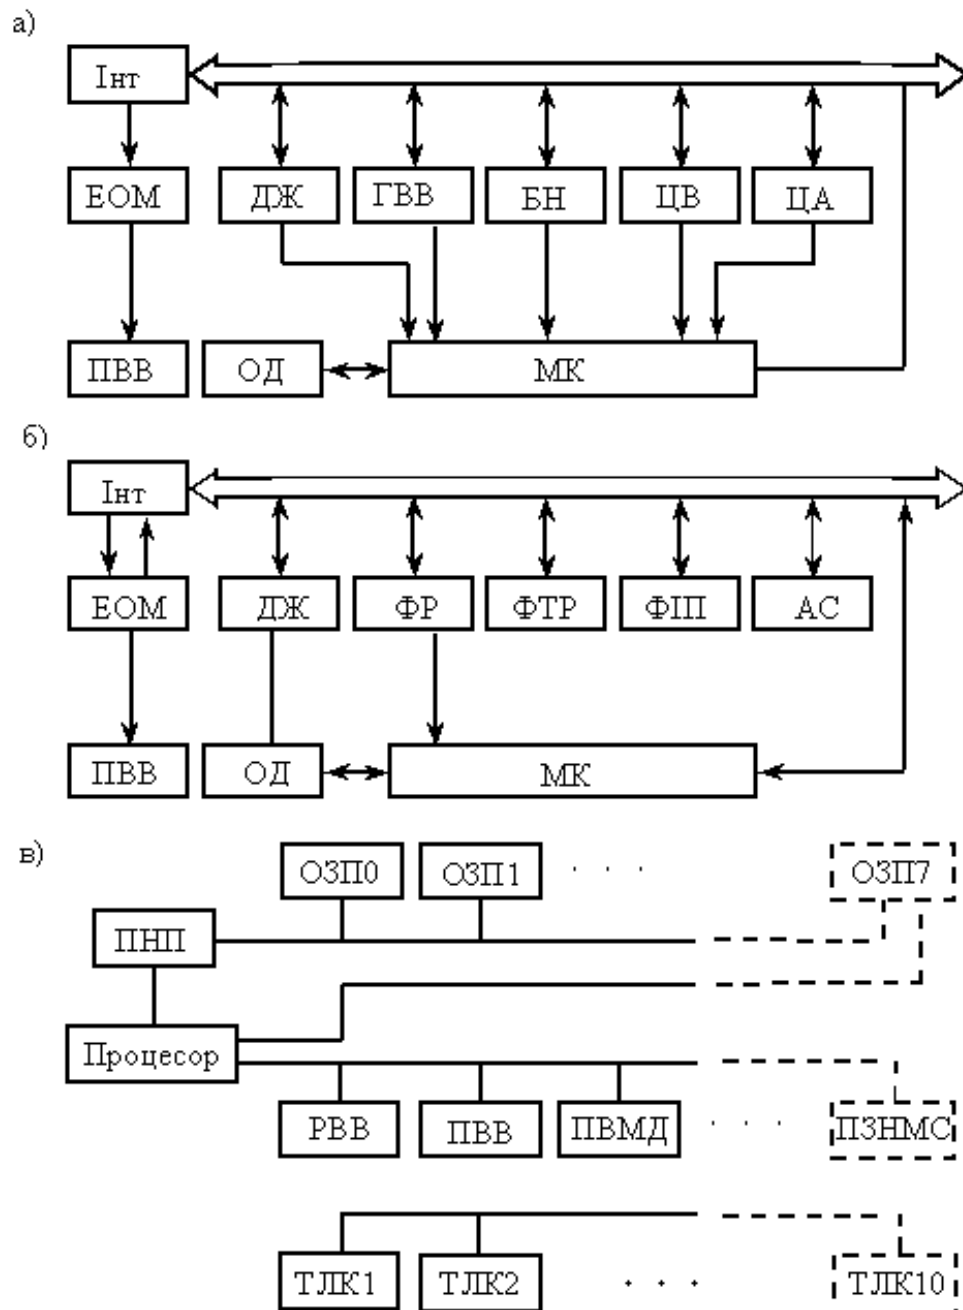 а)
Інт
ЕОМ ДЖ ГВВ БН ЦВ ЦА
ПВВ ОД МК
б)
Інт
ЕОМ ДЖ ФР ФТР ФІП АС
ПВВ ОД МК
в)
ОЗП0 ОЗП1 . . . ОЗП7
ПНП
Процесор
РВВ ПВВ ПВМД . . . ПЗНМС
ТЛК1 ТЛК2 . . . ТЛК10